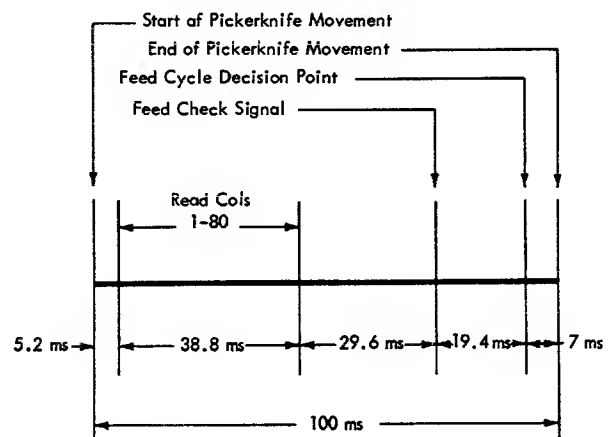 Start af Pickerknife Movement
End of Pickerknife Movement
Feed Cycle Decision Point
Feed Check Signal
Read Cols
1-80
5.2 ms
38.8 ms
29.6 ms
19.4 ms
7 ms
100 ms